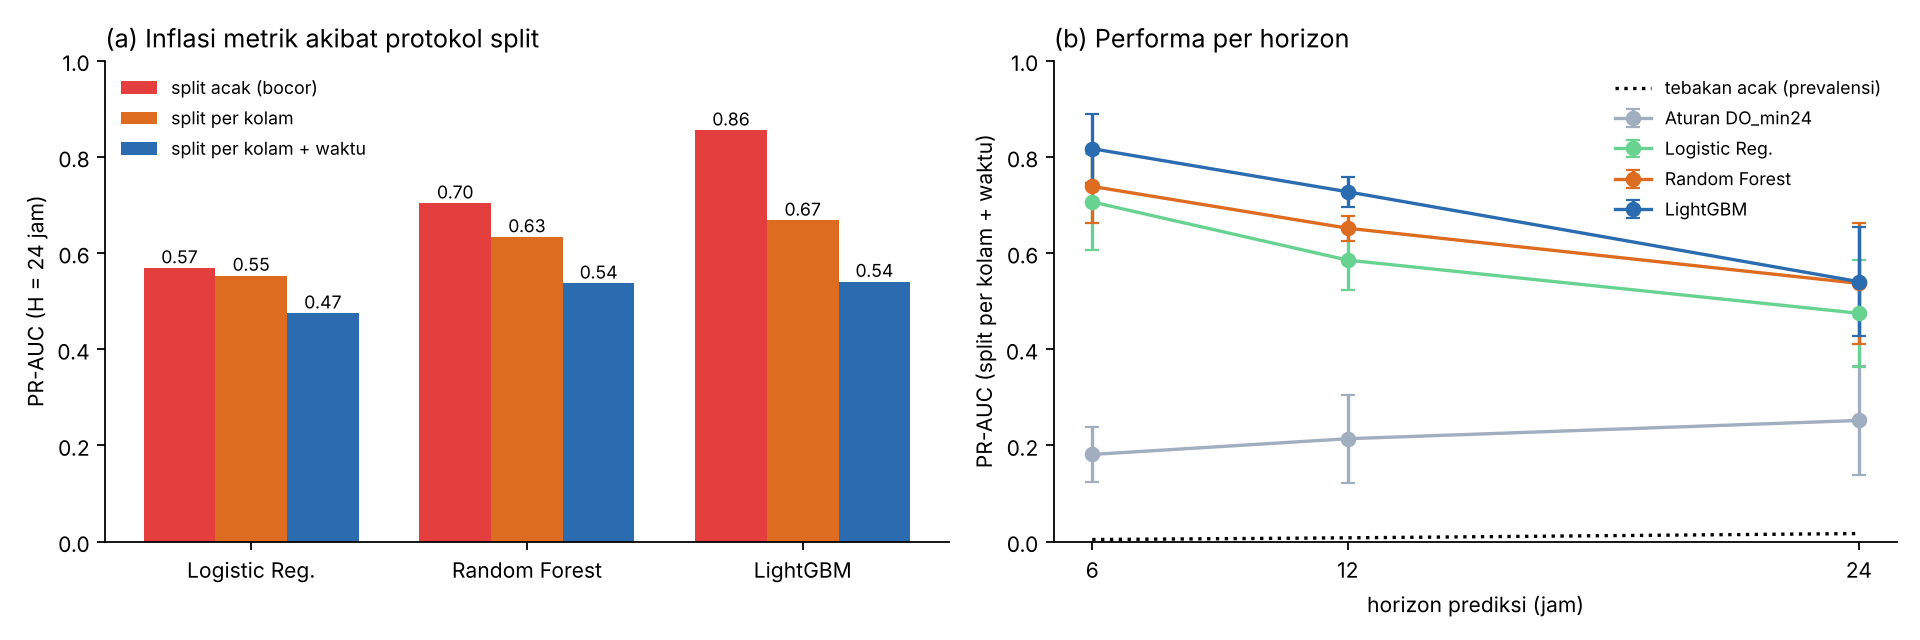 (a) Inflasi metrik akibat protokol split
PR-AUC (H = 24 jam)
1.0
0.8
0.6
0.4
0.2
0.0
split acak (bocor)
split per kolam
split per kolam + waktu
0.57
0.55
0.47
0.70
0.63
0.54
0.86
0.67
0.54
Logistic Reg.
Random Forest
LightGBM
(b) Performa per horizon
PR-AUC (split per kolam + waktu)
1.0
0.8
0.6
0.4
0.2
0.0
tebakan acak (prevalensi)
Aturan DO_min24
Logistic Reg.
Random Forest
LightGBM
6
12
24
horizon prediksi (jam)